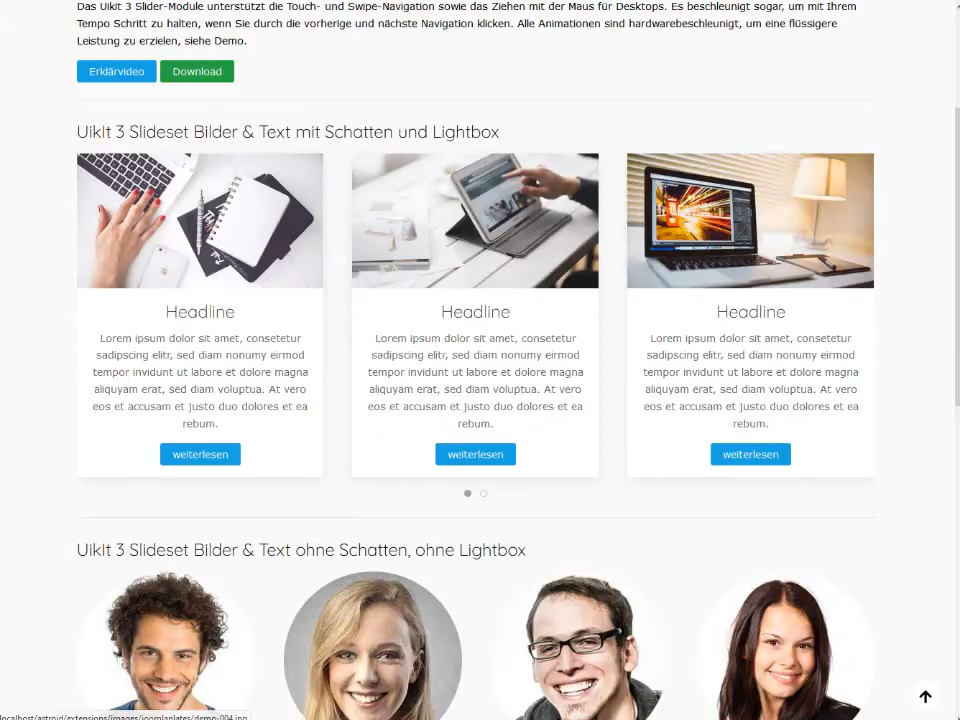 Das Uikit 3 Slider-Module unterstützt die Touch- und Swipe-Navigation sowie das Ziehen mit der Maus für Desktops. Es beschleunigt sogar, um mit Ihrem
Tempo Schritt zu halten, wenn Sie durch die vorherige und nächste Navigation klicken. Alle Animationen sind hardwarebeschleunigt, um eine flüssigere
Leistung zu erzielen, siehe Demo.
Erklärvideo Download
UikIt 3 Slideset Bilder & Text mit Schatten und Lightbox
Headline
Lorem ipsum dolor sit amet, consetetur
sadipscing elitr, sed diam nonumy eirmod
tempor invidunt ut labore et dolore magna
aliquyam erat, sed diam voluptua. At vero
eos et accusam et justo duo dolores et ea
rebum.
weiterlesen
Headline
Lorem ipsum dolor sit amet, consetetur
sadipscing elitr, sed diam nonumy eirmod
tempor invidunt ut labore et dolore magna
aliquyam erat, sed diam voluptua. At vero
eos et accusam et justo duo dolores et ea
rebum.
weiterlesen
Headline
Lorem ipsum dolor sit amet, consetetur
sadipscing elitr, sed diam nonumy eirmod
tempor invidunt ut labore et dolore magna
aliquyam erat, sed diam voluptua. At vero
eos et accusam et justo duo dolores et ea
rebum.
weiterlesen
UikIt 3 Slideset Bilder & Text ohne Schatten, ohne Lightbox